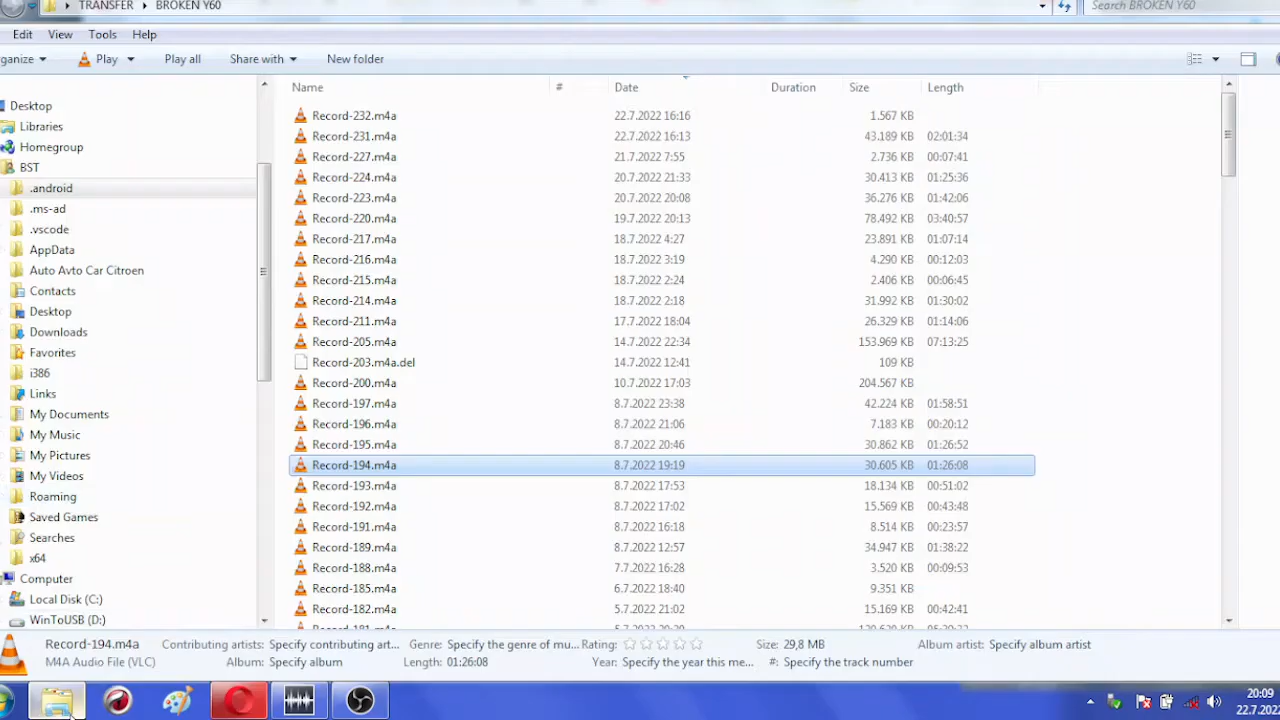 TRANSFER BROKEN Y60 Search BROKEN Y60
Edit View Tools Help
ganize Play Play all Share with New folder
Name # Date Duration Size Length
Desktop
Libraries
Homegroup
BST
.android
.ms-ad
.vscode
AppData
Auto Avto Car Citroen
Contacts
Desktop
Downloads
Favorites
i386
Links
My Documents
My Music
My Pictures
My Videos
Roaming
Saved Games
Searches
x64
Computer
Local Disk (C:)
WinToUSB (D:)
Record-232.m4a 22.7.2022 16:16 1.567 KB
Record-231.m4a 22.7.2022 16:13 43.189 KB 02:01:34
Record-227.m4a 21.7.2022 7:55 2.736 KB 00:07:41
Record-224.m4a 20.7.2022 21:33 30.413 KB 01:25:36
Record-223.m4a 20.7.2022 20:08 36.276 KB 01:42:06
Record-220.m4a 19.7.2022 20:13 78.492 KB 03:40:57
Record-217.m4a 18.7.2022 4:27 23.891 KB 01:07:14
Record-216.m4a 18.7.2022 3:19 4.290 KB 00:12:03
Record-215.m4a 18.7.2022 2:24 2.406 KB 00:06:45
Record-214.m4a 18.7.2022 2:18 31.992 KB 01:30:02
Record-211.m4a 17.7.2022 18:04 26.329 KB 01:14:06
Record-205.m4a 14.7.2022 22:34 153.969 KB 07:13:25
Record-203.m4a.del 14.7.2022 12:41 109 KB
Record-200.m4a 10.7.2022 17:03 204.567 KB
Record-197.m4a 8.7.2022 23:38 42.224 KB 01:58:51
Record-196.m4a 8.7.2022 21:06 7.183 KB 00:20:12
Record-195.m4a 8.7.2022 20:46 30.862 KB 01:26:52
Record-194.m4a 8.7.2022 19:19 30.605 KB 01:26:08
Record-193.m4a 8.7.2022 17:53 18.134 KB 00:51:02
Record-192.m4a 8.7.2022 17:02 15.569 KB 00:43:48
Record-191.m4a 8.7.2022 16:18 8.514 KB 00:23:57
Record-189.m4a 8.7.2022 12:57 34.947 KB 01:38:22
Record-188.m4a 7.7.2022 16:28 3.520 KB 00:09:53
Record-185.m4a 6.7.2022 18:40 9.351 KB
Record-182.m4a 5.7.2022 21:02 15.169 KB 00:42:41
Record-194.m4a Contributing artists: Specify contributing art... Genre: Specify the genre of mu... Rating: Size: 29,8 MB Album artist: Specify album artist
M4A Audio File (VLC) Album: Specify album Length: 01:26:08 Year: Specify the year this me... #: Specify the track number
20:09
22.7.202